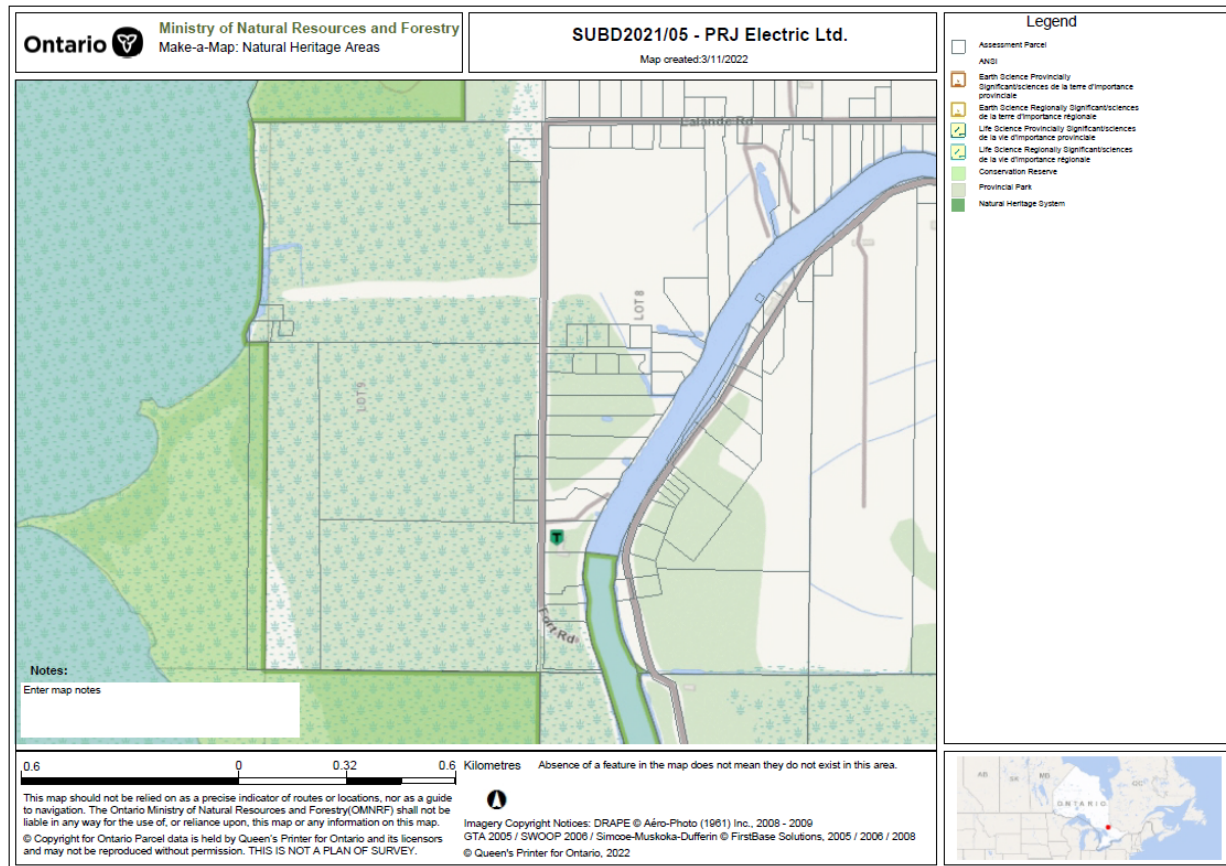 Ontario
Ministry of Natural Resources and Forestry
Make-a-Map: Natural Heritage Areas
SUBD2021/05 - PRJ Electric Ltd.
Map created:3/11/2022
Legend
Assessment Parcel
ANSI
Earth Science Provincially
Significant/sciences de la terre d'importance
provinciale
Earth Science Regionally Significant/sciences
de la terre d'importance régionale
Life Science Provincially Significant/sciences
de la vie d'importance provinciale
Life Science Regionally Significant/sciences
de la vie d'importance régionale
Conservation Reserve
Provincial Park
Natural Heritage System
Lalande Rd
LOT 8
LOT 9
T
Fort Rd
Notes:
Enter map notes
0.6 0 0.32 0.6 Kilometres
Absence of a feature in the map does not mean they do not exist in this area.
This map should not be relied on as a precise indicator of routes or locations, nor as a guide
to navigation. The Ontario Ministry of Natural Resources and Forestry(OMNRF) shall not be
liable in any way for the use of, or reliance upon, this map or any information on this map.
© Copyright for Ontario Parcel data is held by Queen's Printer for Ontario and its licensors
and may not be reproduced without permission. THIS IS NOT A PLAN OF SURVEY.
Imagery Copyright Notices: DRAPE © Aéro-Photo (1961) Inc., 2008 - 2009
GTA 2005 / SWOOP 2006 / Simcoe-Muskoka-Dufferin © FirstBase Solutions, 2005 / 2006 / 2008
© Queen's Printer for Ontario, 2022
AB
SK
MB
ONTARIO
QC